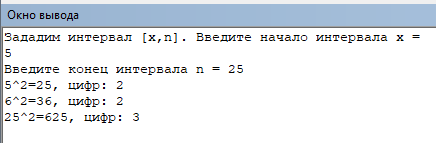 Окно вывода
Зададим интервал [x,n]. Введите начало интервала x =
5
Введите конец интервала n = 25
5^2=25, цифр: 2
6^2=36, цифр: 2
25^2=625, цифр: 3